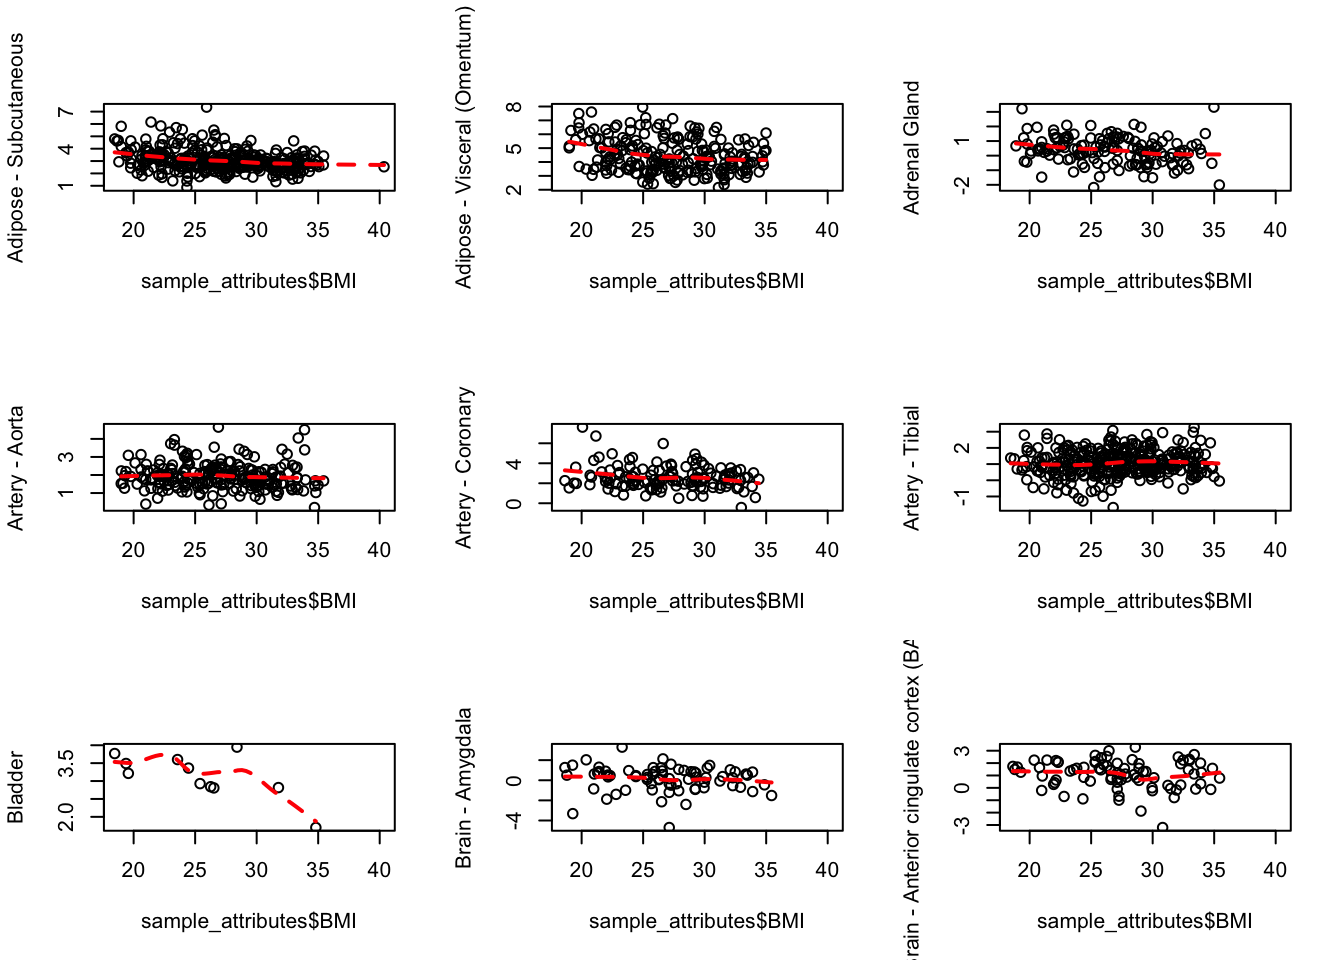 Adipose - Subcutaneous
1 4 7
20 25 30 35 40
sample_attributes$BMI
Adipose - Visceral (Omentum)
2 5 8
20 25 30 35 40
sample_attributes$BMI
Adrenal Gland
-2 1
20 25 30 35 40
sample_attributes$BMI
Artery - Aorta
1 3
20 25 30 35 40
sample_attributes$BMI
Artery - Coronary
0 4
20 25 30 35 40
sample_attributes$BMI
Artery - Tibial
-1 2
20 25 30 35 40
sample_attributes$BMI
Bladder
2.0 3.5
20 25 30 35 40
sample_attributes$BMI
Brain - Amygdala
-4 0
20 25 30 35 40
sample_attributes$BMI
rain - Anterior cingulate cortex (BA
-3 0 3
20 25 30 35 40
sample_attributes$BMI